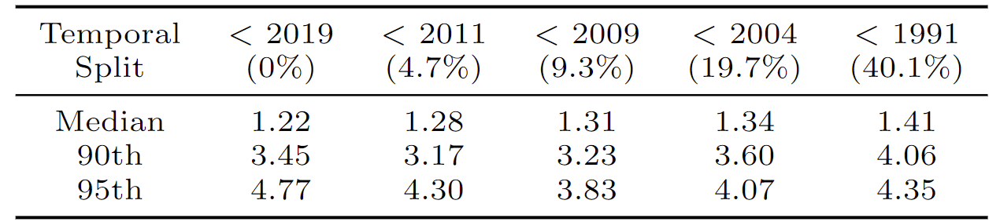 Temporal < 2019 < 2011 < 2009 < 2004 < 1991
Split (0%) (4.7%) (9.3%) (19.7%) (40.1%)
Median 1.22 1.28 1.31 1.34 1.41
90th 3.45 3.17 3.23 3.60 4.06
95th 4.77 4.30 3.83 4.07 4.35